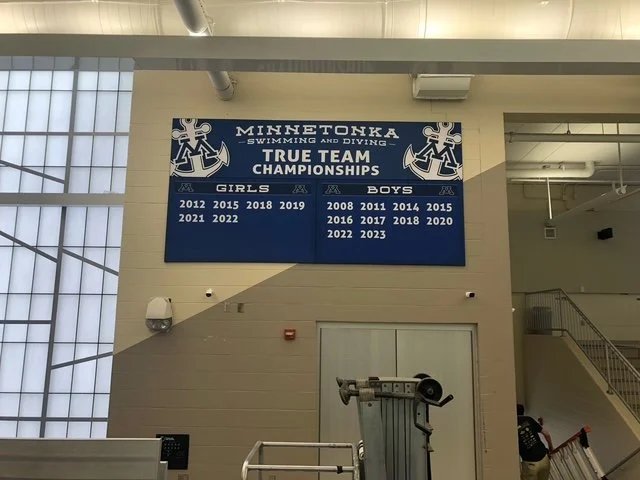 MINNETONKA
SWIMMING AND DIVING
TRUE TEAM
CHAMPIONSHIPS
GIRLS
2012 2015 2018 2019
2021 2022
BOYS
2008 2011 2014 2015
2016 2017 2018 2020
2022 2023